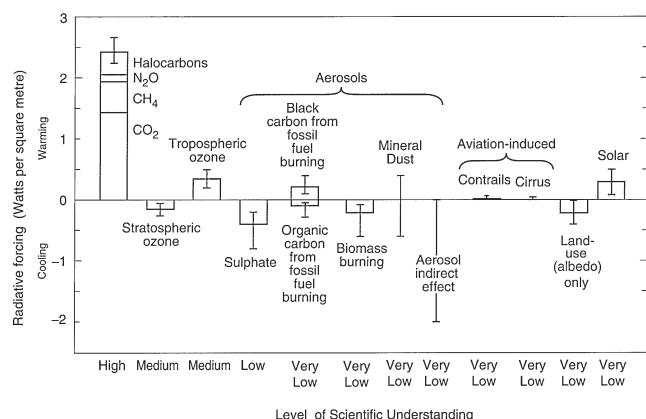 3
2
1
0
−1
−2
Radiative forcing (Watts per square metre)
Warming
Cooling
Halocarbons
N₂O
CH₄
CO₂
Stratospheric
ozone
Tropospheric
ozone
Aerosols
Sulphate
Black
carbon from
fossil
fuel
burning
Organic
carbon
from
fossil
fuel
burning
Biomass
burning
Mineral
Dust
Aerosol
indirect
effect
Aviation-induced
Contrails
Cirrus
Land-
use
(albedo)
only
Solar
High
Medium
Medium
Low
Very
Low
Very
Low
Very
Low
Very
Low
Very
Low
Very
Low
Very
Low
Very
Low
Level of Scientific Understanding